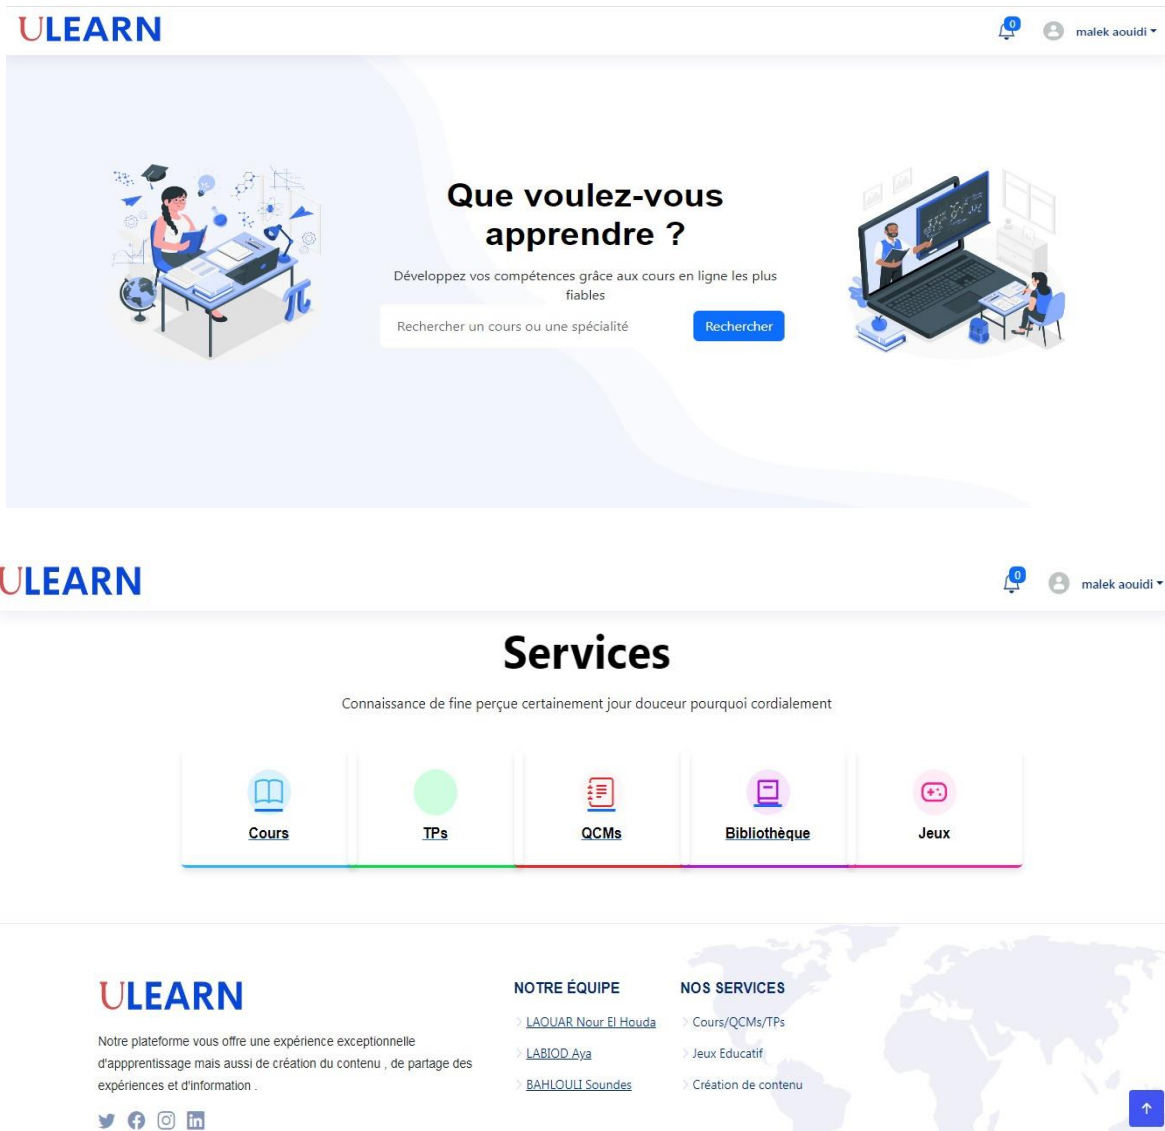 ULEARN
0
malek aouidi
Que voulez-vous
apprendre ?
Développez vos compétences grâce aux cours en ligne les plus
fiables
Rechercher un cours ou une spécialité
Rechercher
π
ULEARN
0
malek aouidi
Services
Connaissance de fine perçue certainement jour douceur pourquoi cordialement
Cours
TPs
QCMs
Bibliothèque
Jeux
ULEARN
Notre plateforme vous offre une expérience exceptionnelle
d'appprentissage mais aussi de création du contenu , de partage des
expériences et d'information .
NOTRE ÉQUIPE
LAOUAR Nour El Houda
LABIOD Aya
BAHLOULI Soundes
NOS SERVICES
Cours/QCMs/TPs
Jeux Educatif
Création de contenu